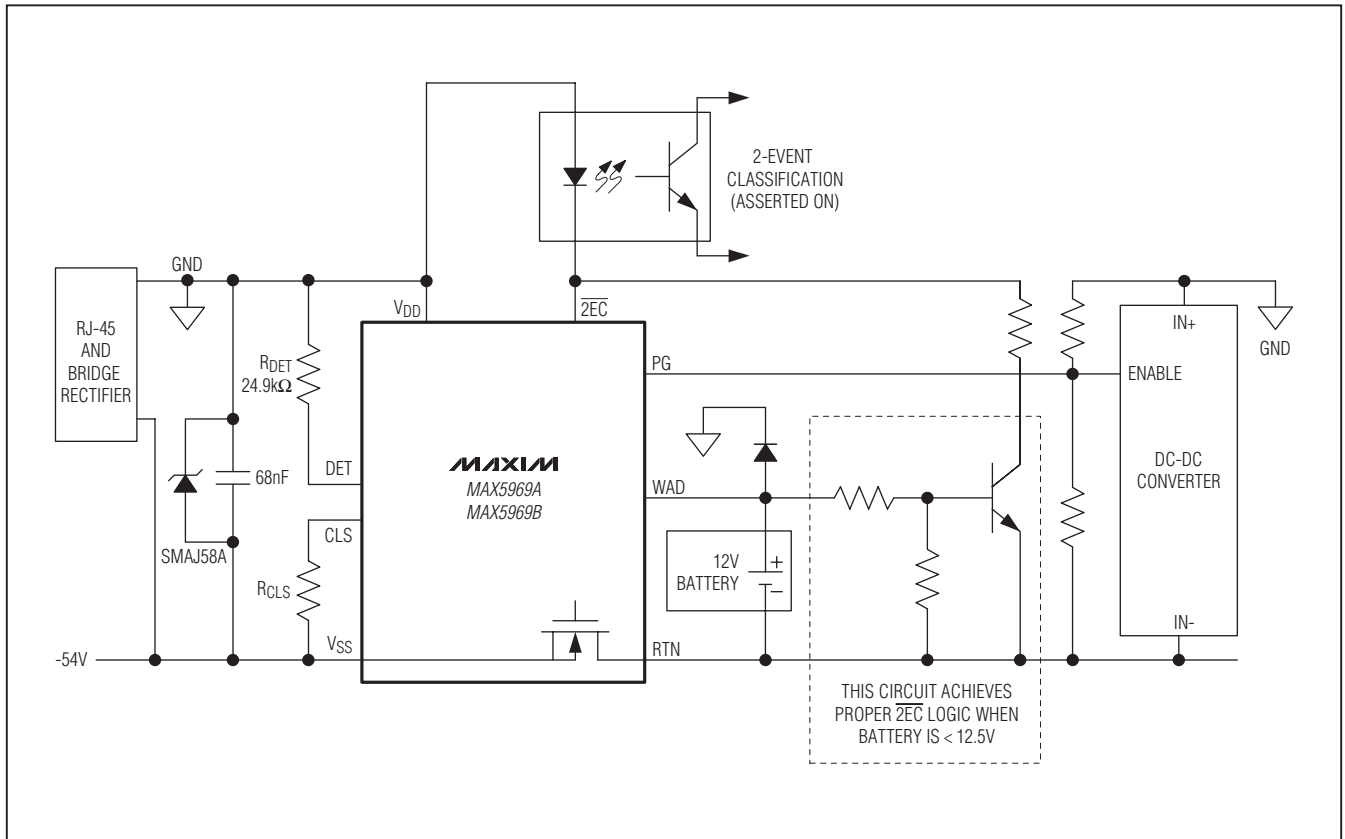 2-EVENT
CLASSIFICATION
(ASSERTED ON)
GND
RJ-45
AND
BRIDGE
RECTIFIER
VDD
2EC
IN+
GND
RDET
24.9kΩ
PG
ENABLE
68nF
SMAJ58A
DET
MAXIM
MAX5969A
MAX5969B
WAD
DC-DC
CONVERTER
CLS
RCLS
12V
BATTERY
+
–
VSS
-54V
RTN
IN-
THIS CIRCUIT ACHIEVES
PROPER 2EC LOGIC WHEN
BATTERY IS < 12.5V